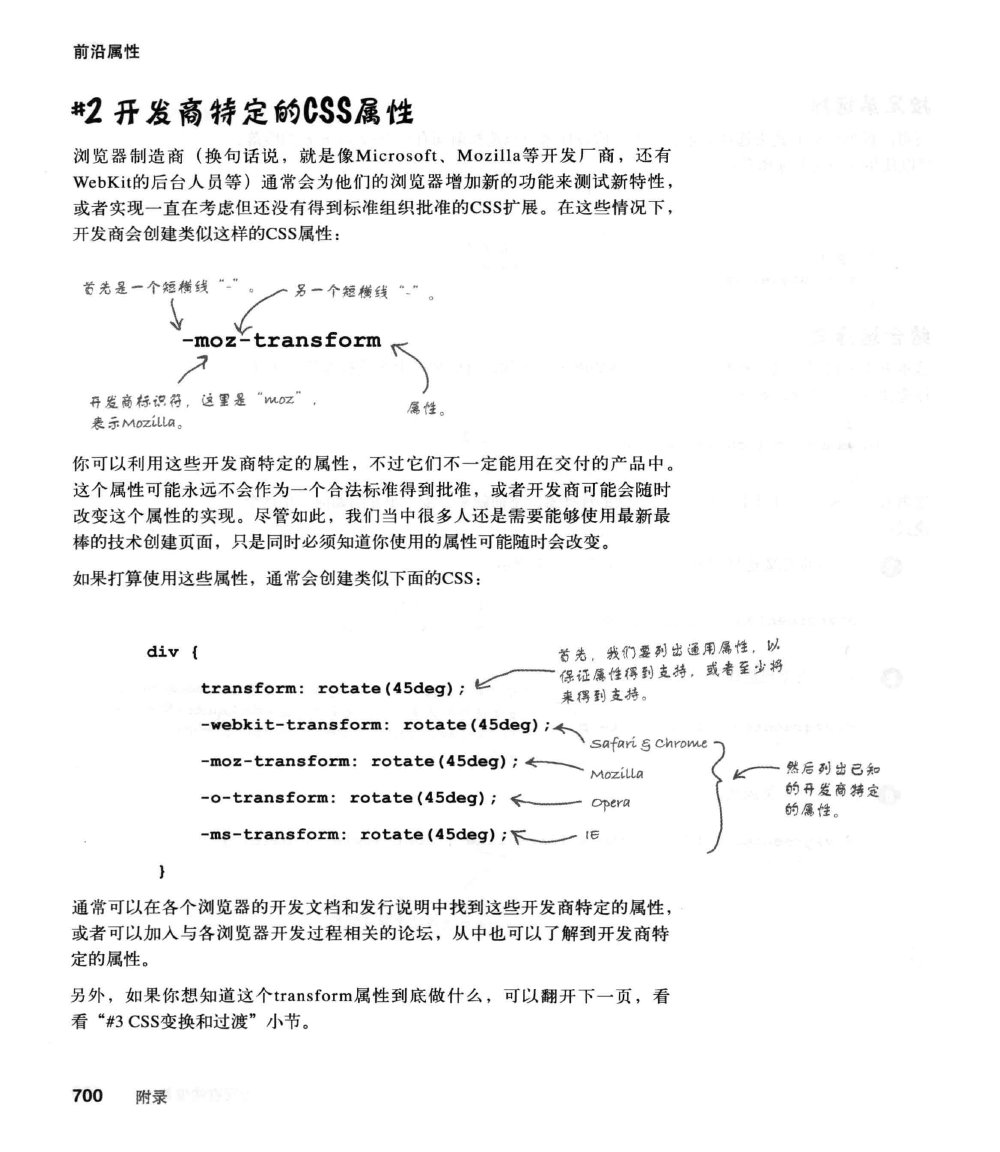 前沿属性
#2 开发商特定的CSS属性
浏览器制造商（换句话说，就是像Microsoft、Mozilla等开发厂商，还有
WebKit的后台人员等）通常会为他们的浏览器增加新的功能来测试新特性，
或者实现一直在考虑但还没有得到标准组织批准的CSS扩展。在这些情况下，
开发商会创建类似这样的CSS属性：
首先是一个短横线“-”。
另一个短横线“-”。
-moz-transform
开发商标识符，这里是“moz”，
表示Mozilla。
属性。
你可以利用这些开发商特定的属性，不过它们不一定能用在交付的产品中。
这个属性可能永远不会作为一个合法标准得到批准，或者开发商可能会随时
改变这个属性的实现。尽管如此，我们当中很多人还是需要能够使用最新最
棒的技术创建页面，只是同时必须知道你使用的属性可能随时会改变。
如果打算使用这些属性，通常会创建类似下面的CSS：
div {
首先，我们要列出通用属性，以
保证属性得到支持，或者至少将
来得到支持。
transform: rotate(45deg);
-webkit-transform: rotate(45deg);
Safari & Chrome
-moz-transform: rotate(45deg);
Mozilla
-o-transform: rotate(45deg);
Opera
-ms-transform: rotate(45deg);
IE
然后列出已知
的开发商特定
的属性。
}
通常可以在各个浏览器的开发文档和发行说明中找到这些开发商特定的属性，
或者可以加入与各浏览器开发过程相关的论坛，从中也可以了解到开发商特
定的属性。
另外，如果你想知道这个transform属性到底做什么，可以翻开下一页，看
看“#3 CSS变换和过渡”小节。
700 附录